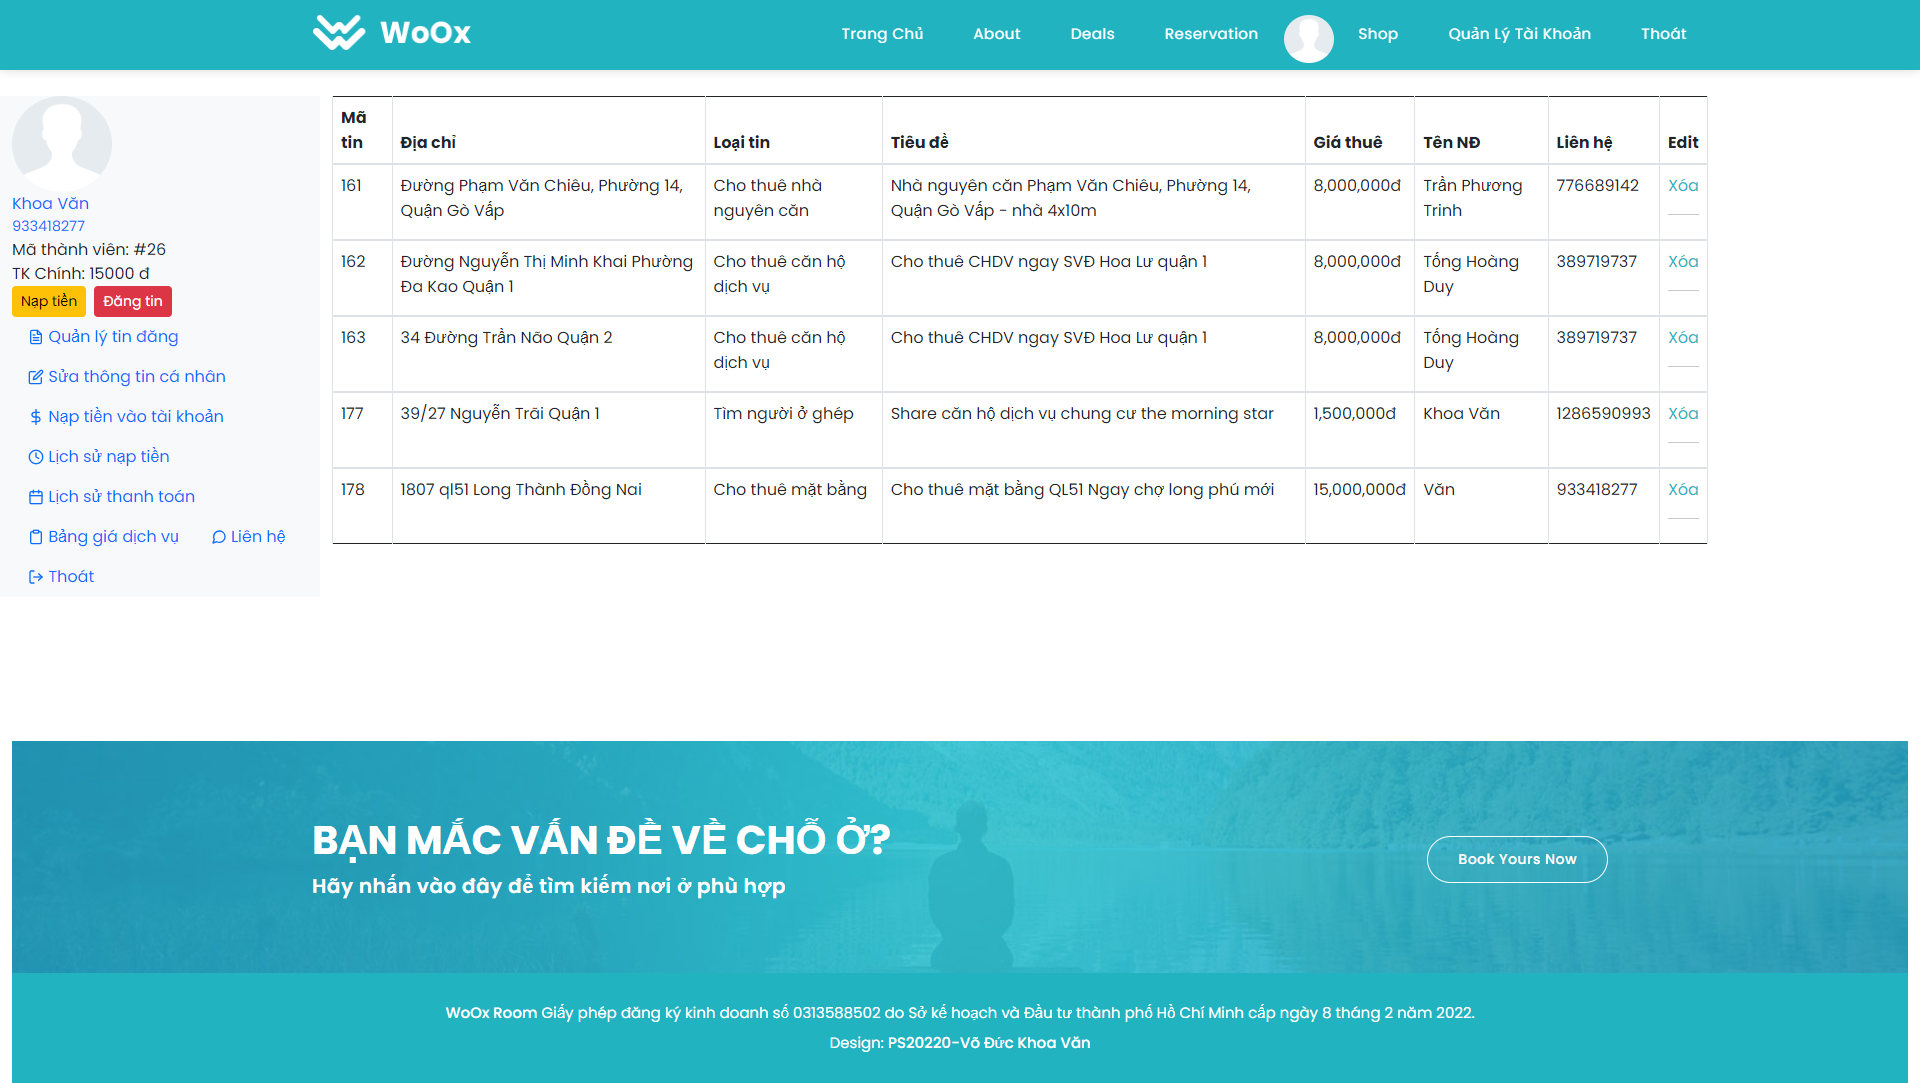 WoOx
Trang Chủ
About
Deals
Reservation
Shop
Quản Lý Tài Khoản
Thoát
Khoa Văn
933418277
Mã thành viên: #26
TK Chính: 15000 đ
Nạp tiền
Đăng tin
Quản lý tin đăng
Sửa thông tin cá nhân
Nạp tiền vào tài khoản
Lịch sử nạp tiền
Lịch sử thanh toán
Bảng giá dịch vụ
Liên hệ
Thoát
Mã
tin
Địa chỉ
Loại tin
Tiêu đề
Giá thuê
Tên NĐ
Liên hệ
Edit
161
Đường Phạm Văn Chiêu, Phường 14,
Quận Gò Vấp
Cho thuê nhà
nguyên căn
Nhà nguyên căn Phạm Văn Chiêu, Phường 14,
Quận Gò Vấp - nhà 4x10m
8,000,000đ
Trần Phương
Trinh
776689142
Xóa
162
Đường Nguyễn Thị Minh Khai Phường
Đa Kao Quận 1
Cho thuê căn hộ
dịch vụ
Cho thuê CHDV ngay SVĐ Hoa Lư quận 1
8,000,000đ
Tống Hoàng
Duy
389719737
Xóa
163
34 Đường Trần Não Quận 2
Cho thuê căn hộ
dịch vụ
Cho thuê CHDV ngay SVĐ Hoa Lư quận 1
8,000,000đ
Tống Hoàng
Duy
389719737
Xóa
177
39/27 Nguyễn Trãi Quận 1
Tìm người ở ghép
Share căn hộ dịch vụ chung cư the morning star
1,500,000đ
Khoa Văn
1286590993
Xóa
178
1807 ql51 Long Thành Đồng Nai
Cho thuê mặt bằng
Cho thuê mặt bằng QL51 Ngay chợ long phú mới
15,000,000đ
Văn
933418277
Xóa
BẠN MẮC VẤN ĐỀ VỀ CHỖ Ở?
Hãy nhấn vào đây để tìm kiếm nơi ở phù hợp
Book Yours Now
WoOx Room Giấy phép đăng ký kinh doanh số 0313588502 do Sở kế hoạch và Đầu tư thành phố Hồ Chí Minh cấp ngày 8 tháng 2 năm 2022.
Design: PS20220-Võ Đức Khoa Văn